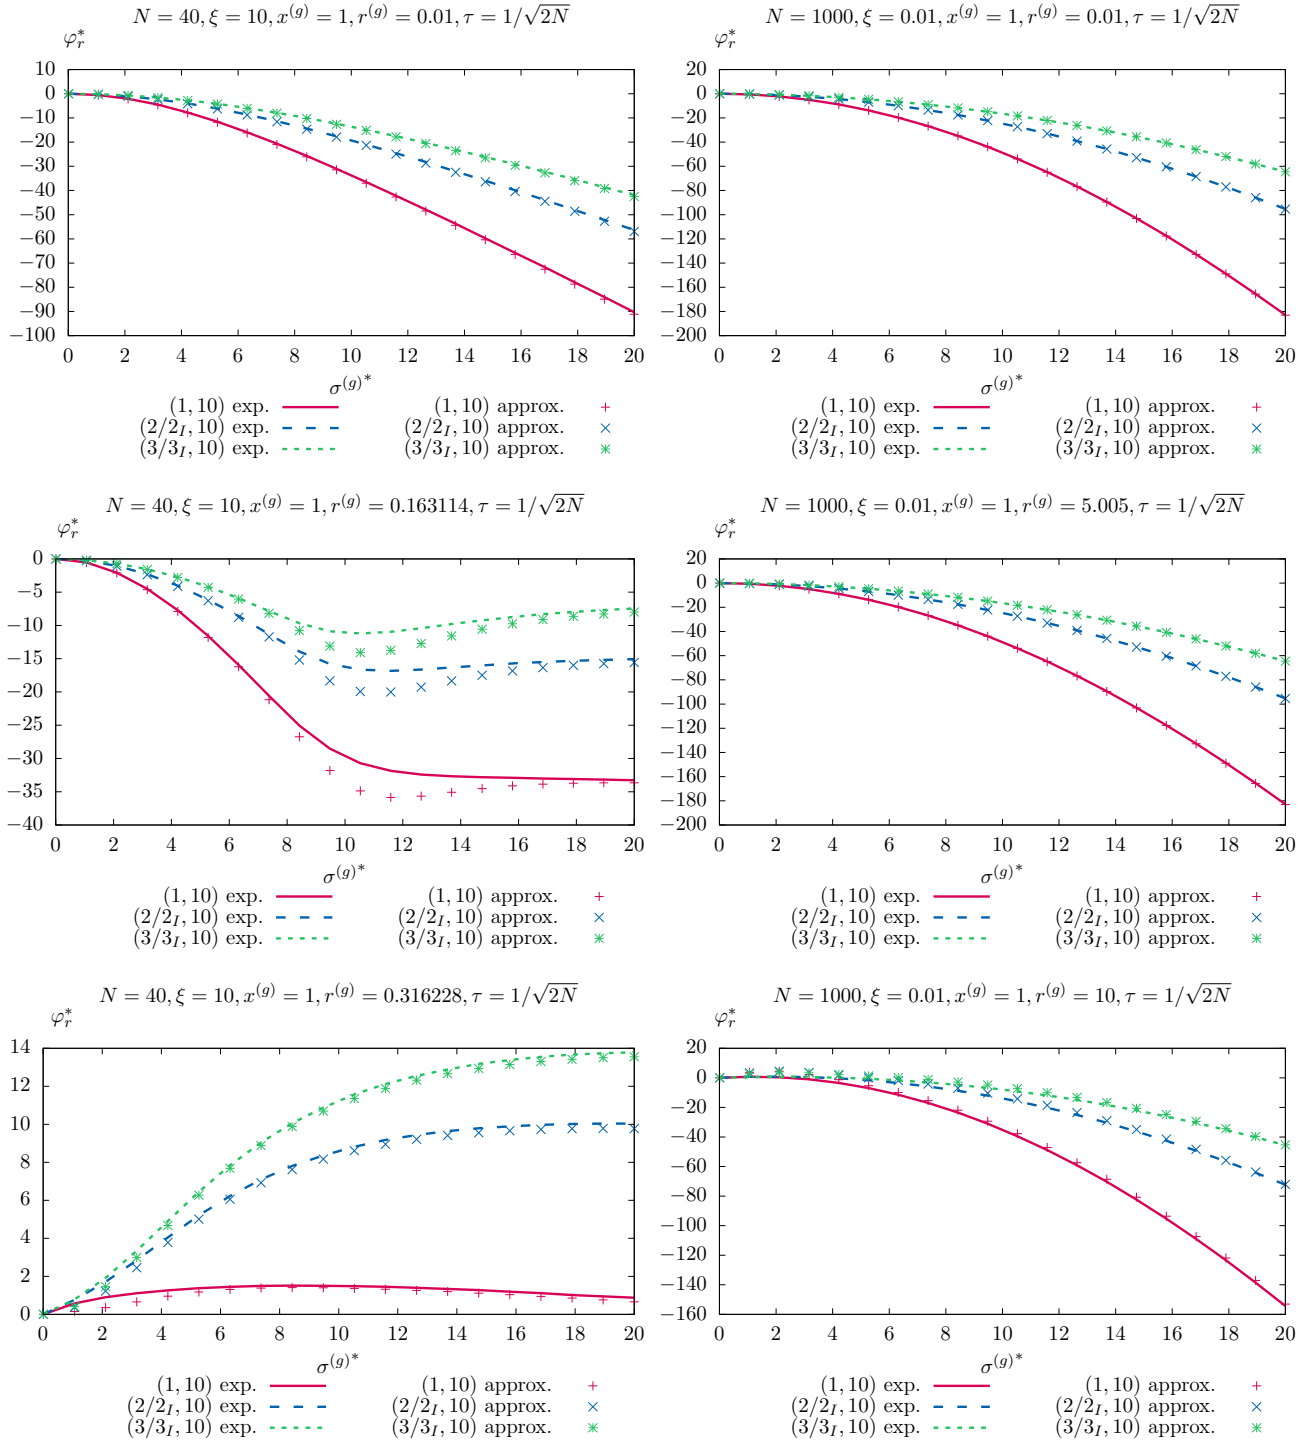 N = 40, ξ = 10, x^(g) = 1, r^(g) = 0.01, τ = 1/√2N
φ_r^*
10
0
−10
−20
−30
−40
−50
−60
−70
−80
−90
−100
0 2 4 6 8 10 12 14 16 18 20
σ^(g)*
(1, 10) exp.
(2/2_I, 10) exp.
(3/3_I, 10) exp.
(1, 10) approx.
(2/2_I, 10) approx.
(3/3_I, 10) approx.
N = 1000, ξ = 0.01, x^(g) = 1, r^(g) = 0.01, τ = 1/√2N
φ_r^*
20
0
−20
−40
−60
−80
−100
−120
−140
−160
−180
−200
0 2 4 6 8 10 12 14 16 18 20
σ^(g)*
(1, 10) exp.
(2/2_I, 10) exp.
(3/3_I, 10) exp.
(1, 10) approx.
(2/2_I, 10) approx.
(3/3_I, 10) approx.
N = 40, ξ = 10, x^(g) = 1, r^(g) = 0.163114, τ = 1/√2N
φ_r^*
0
−5
−10
−15
−20
−25
−30
−35
−40
0 2 4 6 8 10 12 14 16 18 20
σ^(g)*
(1, 10) exp.
(2/2_I, 10) exp.
(3/3_I, 10) exp.
(1, 10) approx.
(2/2_I, 10) approx.
(3/3_I, 10) approx.
N = 1000, ξ = 0.01, x^(g) = 1, r^(g) = 5.005, τ = 1/√2N
φ_r^*
20
0
−20
−40
−60
−80
−100
−120
−140
−160
−180
−200
0 2 4 6 8 10 12 14 16 18 20
σ^(g)*
(1, 10) exp.
(2/2_I, 10) exp.
(3/3_I, 10) exp.
(1, 10) approx.
(2/2_I, 10) approx.
(3/3_I, 10) approx.
N = 40, ξ = 10, x^(g) = 1, r^(g) = 0.316228, τ = 1/√2N
φ_r^*
14
12
10
8
6
4
2
0
0 2 4 6 8 10 12 14 16 18 20
σ^(g)*
(1, 10) exp.
(2/2_I, 10) exp.
(3/3_I, 10) exp.
(1, 10) approx.
(2/2_I, 10) approx.
(3/3_I, 10) approx.
N = 1000, ξ = 0.01, x^(g) = 1, r^(g) = 10, τ = 1/√2N
φ_r^*
20
0
−20
−40
−60
−80
−100
−120
−140
−160
0 2 4 6 8 10 12 14 16 18 20
σ^(g)*
(1, 10) exp.
(2/2_I, 10) exp.
(3/3_I, 10) exp.
(1, 10) approx.
(2/2_I, 10) approx.
(3/3_I, 10) approx.